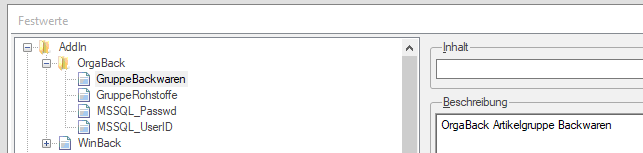 Festwerte
AddIn
OrgaBack
GruppeBackwaren
GruppeRohstoffe
MSSQL_Passwd
MSSQL_UserID
WinBack
Inhalt
Beschreibung
OrgaBack Artikelgruppe Backwaren